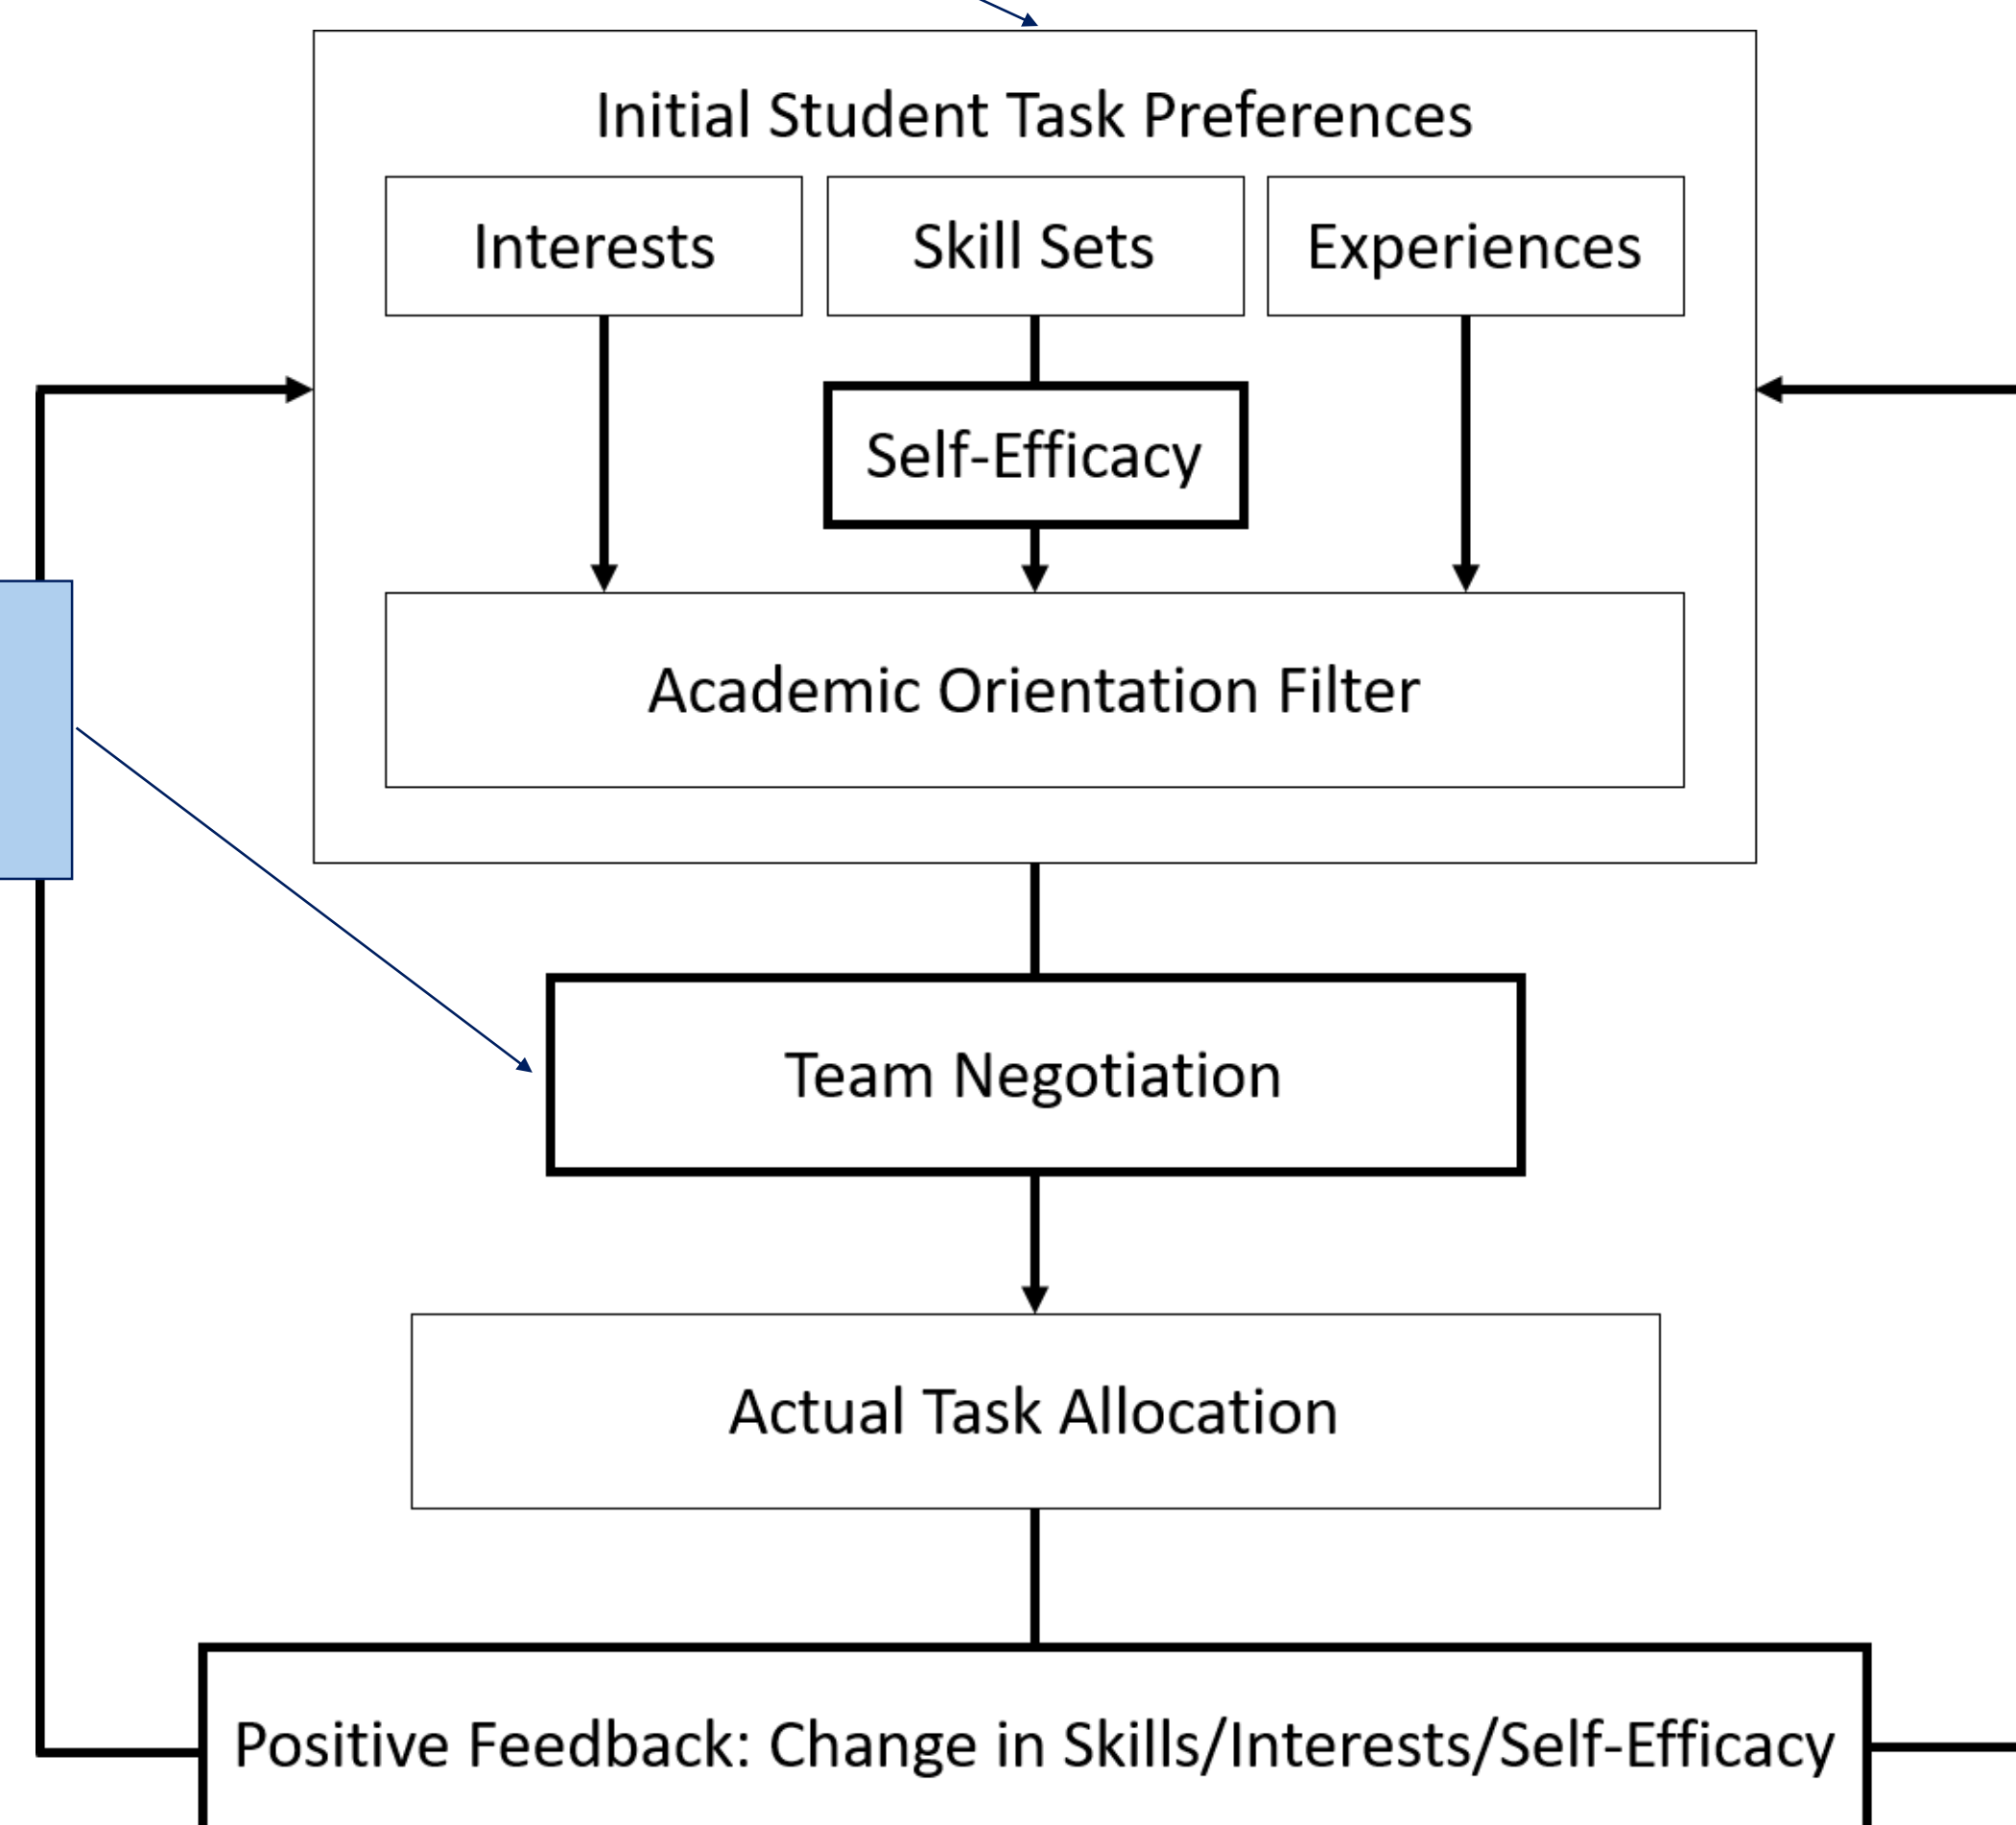 Initial Student Task Preferences
Interests
Skill Sets
Experiences
Self-Efficacy
Academic Orientation Filter
Team Negotiation
Actual Task Allocation
Positive Feedback: Change in Skills/Interests/Self-Efficacy